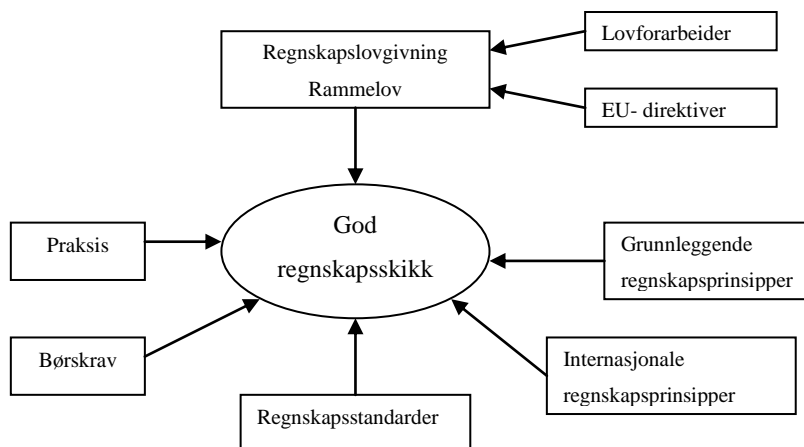 Regnskapslovgivning
Rammelov
Lovforarbeider
EU- direktiver
God
regnskapsskikk
Praksis
Grunnleggende
regnskapsprinsipper
Børskrav
Internasjonale
regnskapsprinsipper
Regnskapsstandarder